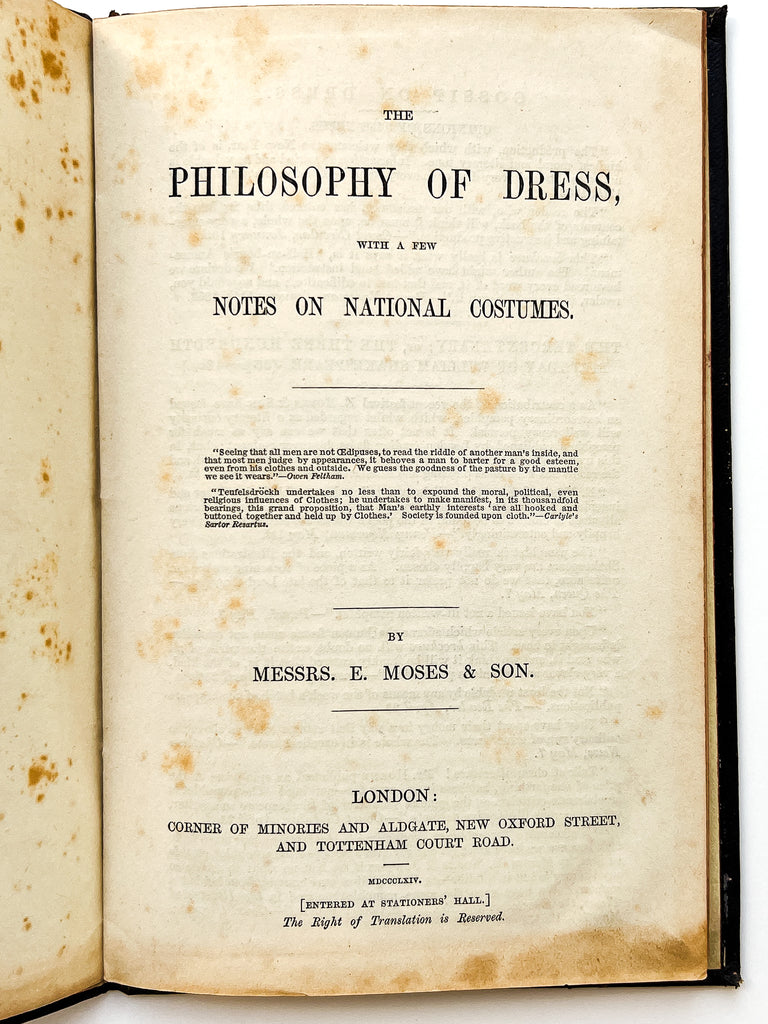 THE
PHILOSOPHY OF DRESS,
WITH A FEW
NOTES ON NATIONAL COSTUMES.
"Seeing that all men are not Œdipuses, to read the riddle of another man's inside, and
that most men judge by appearances, it behoves a man to barter for a good esteem,
even from his clothes and outside. We guess the goodness of the pasture by the mantle
we see it wears."—Owen Feltham.
"Teufelsdröckh undertakes no less than to expound the moral, political, even
religious influences of Clothes; he undertakes to make manifest, in its thousandfold
bearings, this grand proposition, that Man's earthly interests 'are all hooked and
buttoned together and held up by Clothes.' Society is founded upon cloth."—Carlyle's
Sartor Resartus.
BY
MESSRS. E. MOSES & SON.
LONDON:
CORNER OF MINORIES AND ALDGATE, NEW OXFORD STREET,
AND TOTTENHAM COURT ROAD.
MDCCCLXIV.
[ENTERED AT STATIONERS' HALL.]
The Right of Translation is Reserved.